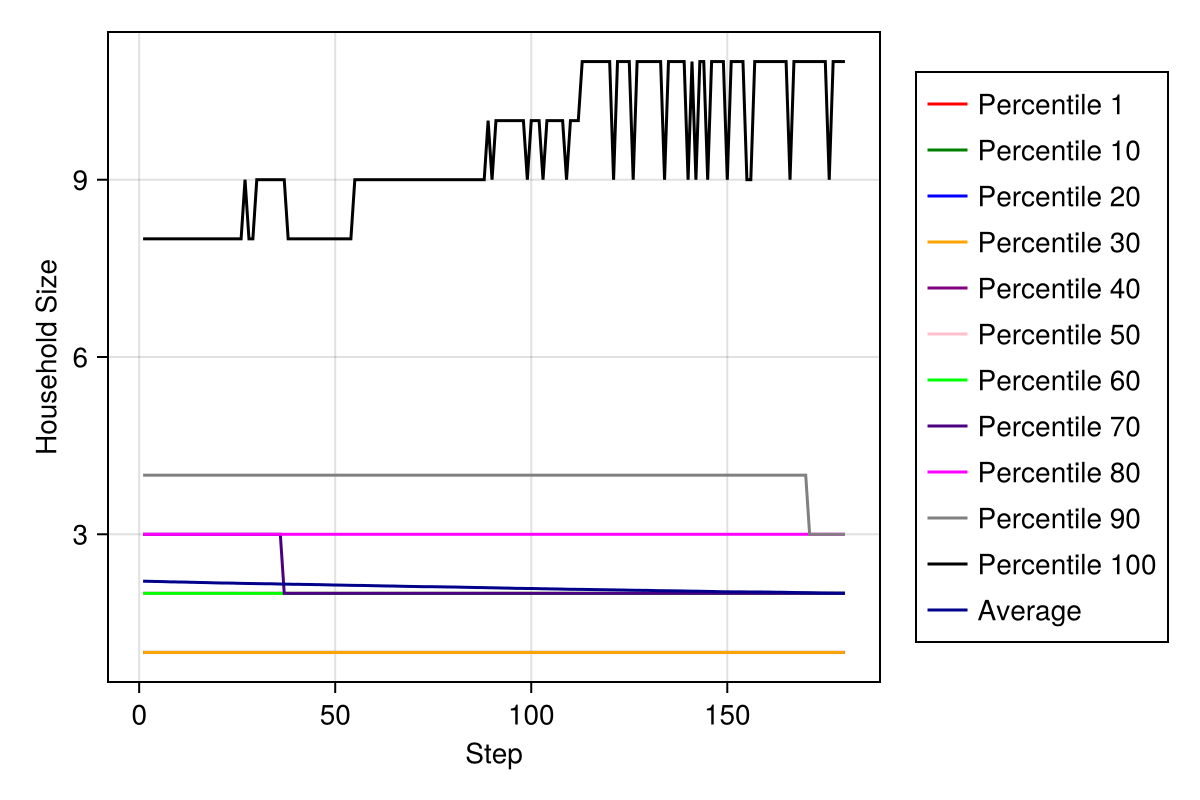 Household Size
9
6
3
0
50
100
150
Step
Percentile 1
Percentile 10
Percentile 20
Percentile 30
Percentile 40
Percentile 50
Percentile 60
Percentile 70
Percentile 80
Percentile 90
Percentile 100
Average